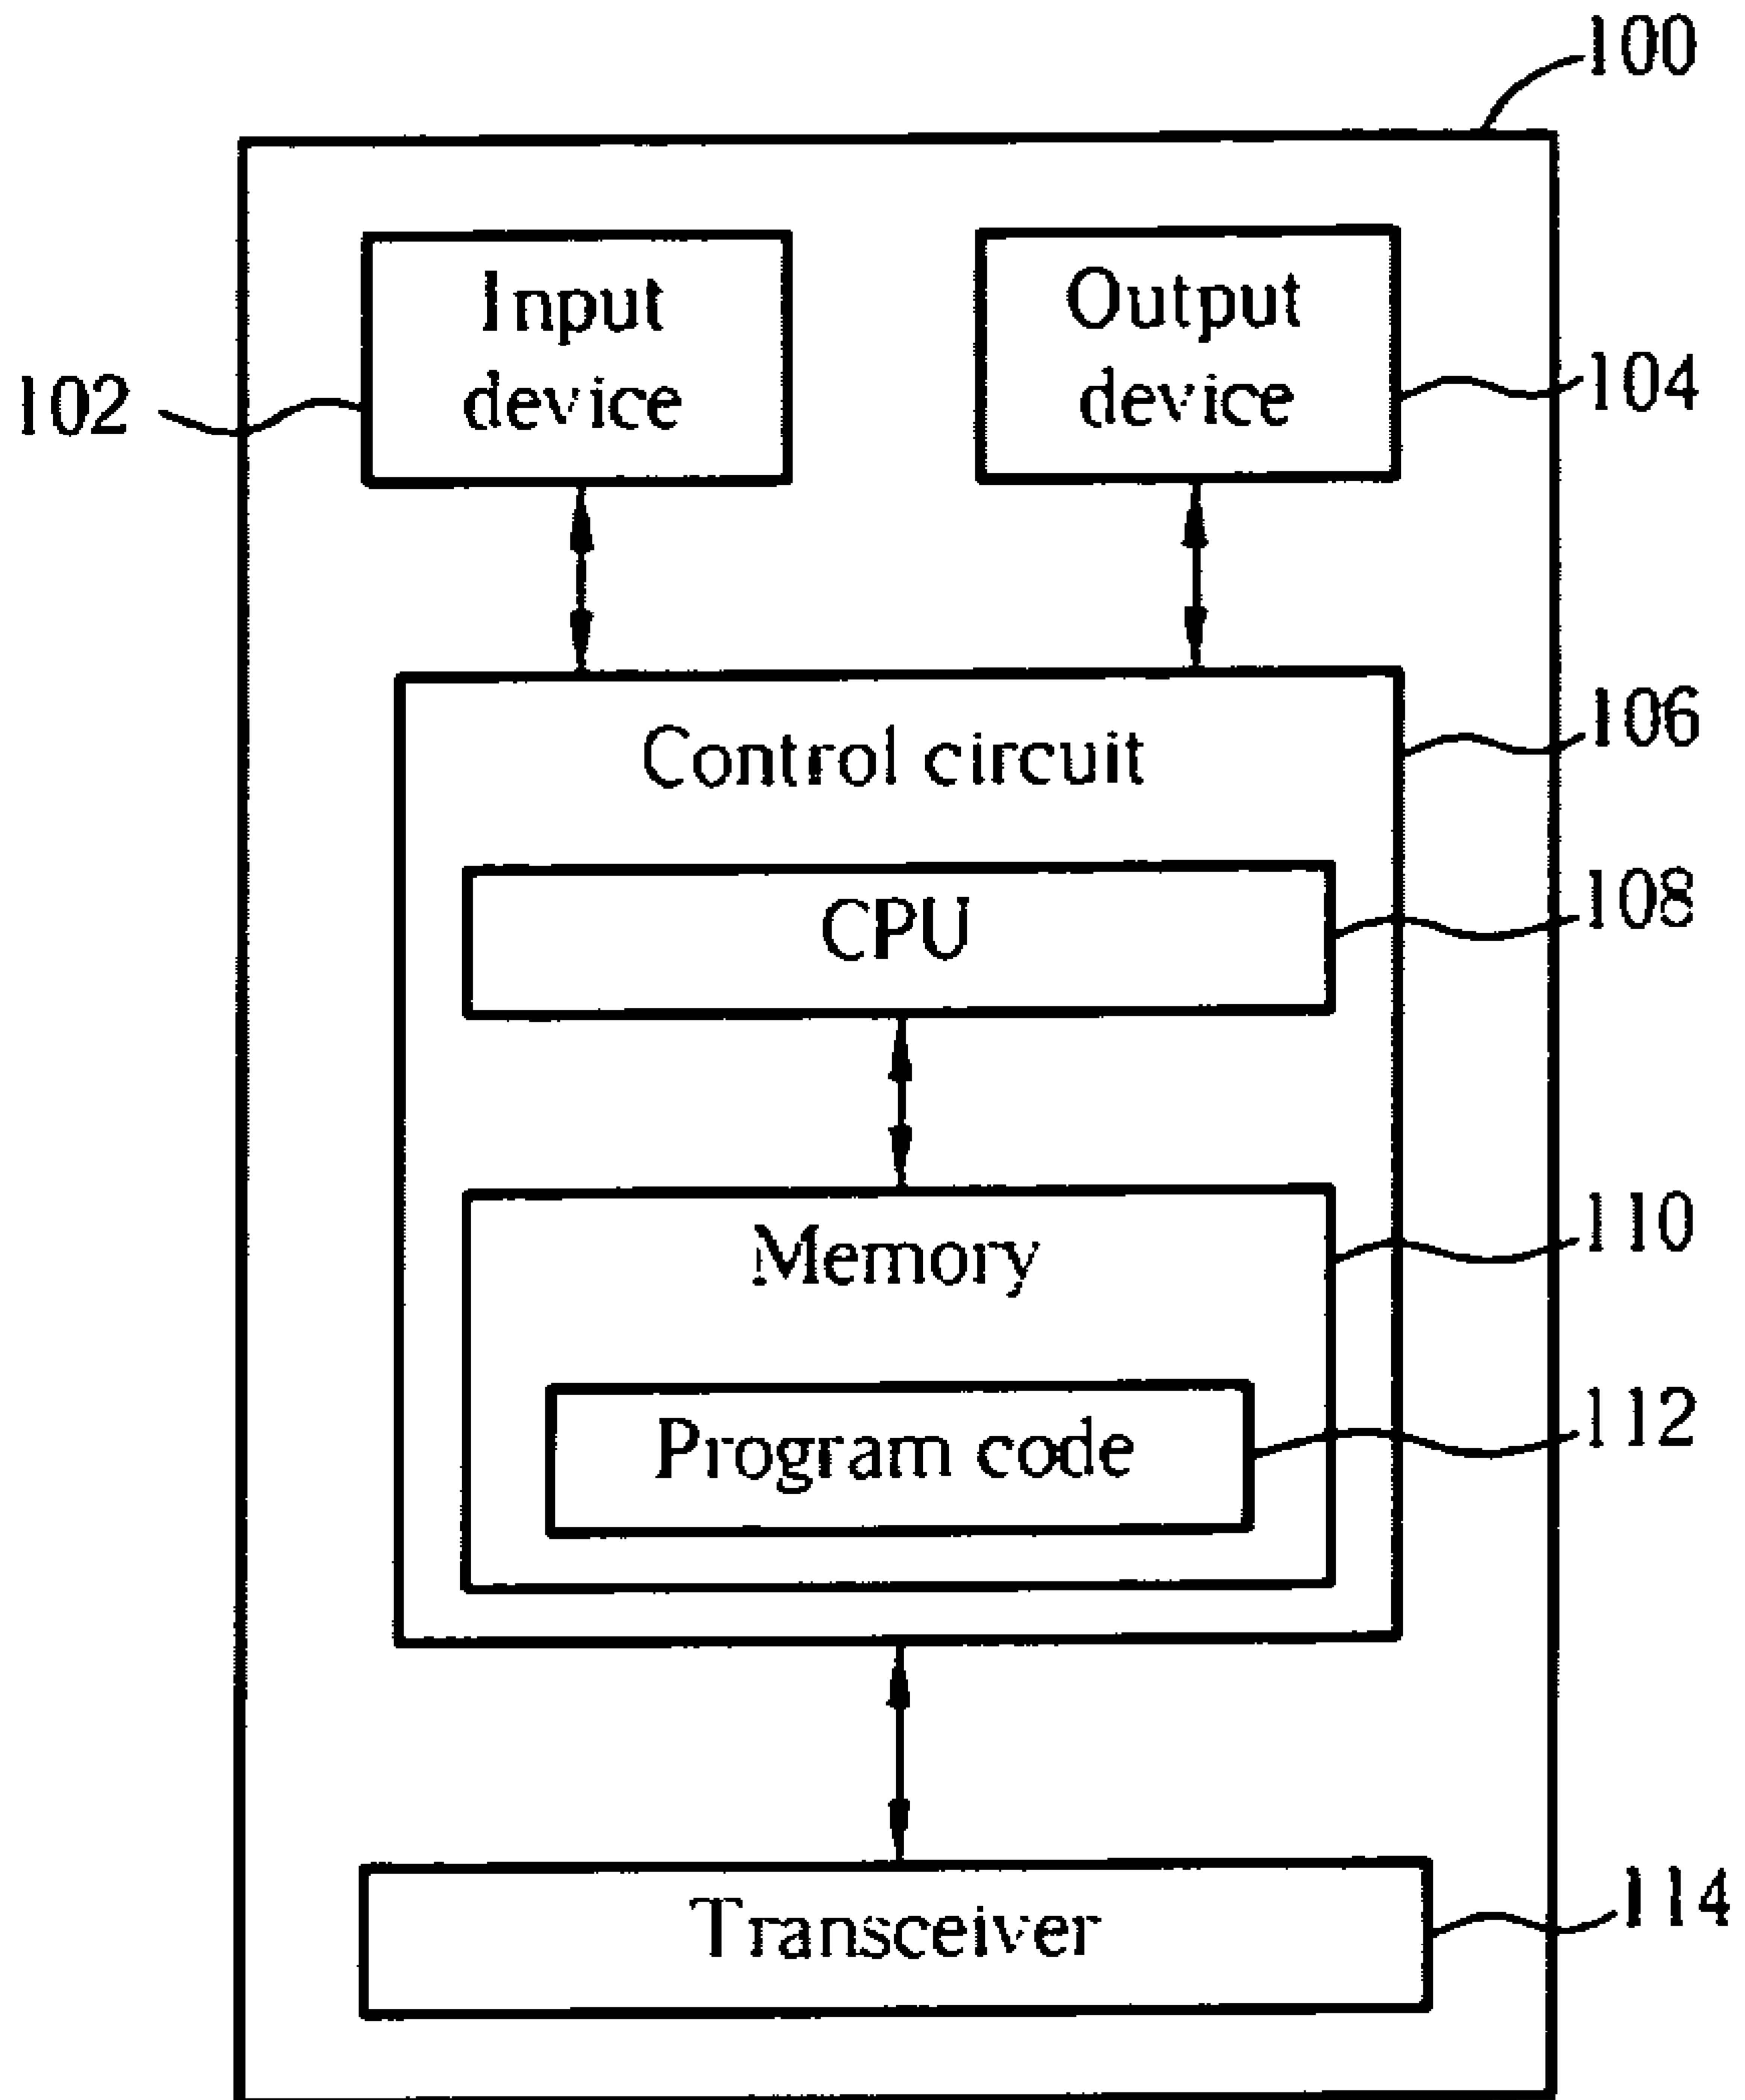 100
Input
device
Output
device
102
104
Control circuit
106
CPU
108
Memory
110
Program code
112
Transceiver
114